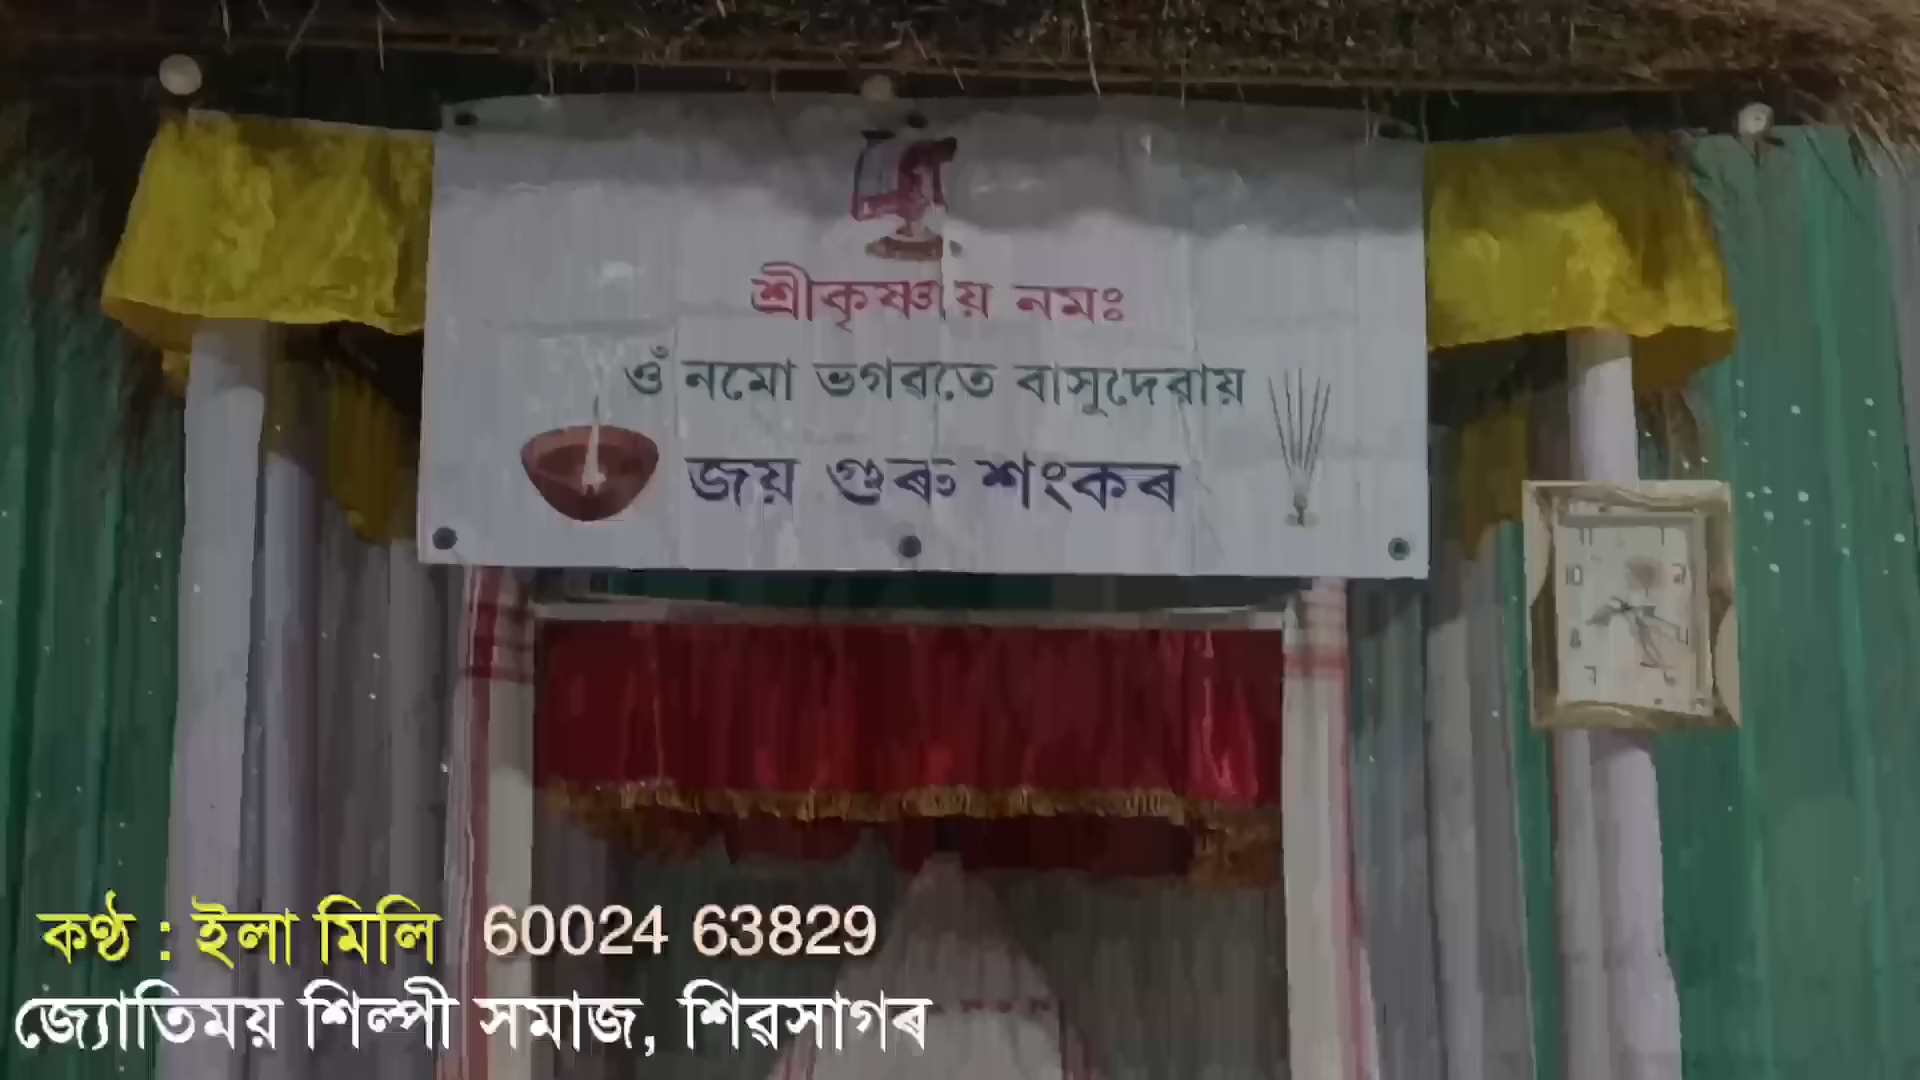 শ্ৰীকৃষ্ণায় নমঃ
ওঁ নমো ভগৱতে বাসুদেৱায়
জয় গুৰু শংকৰ
কণ্ঠ : ইলা মিলি 60024 63829
জ্যোতিময় শিল্পী সমাজ, শিৱসাগৰ